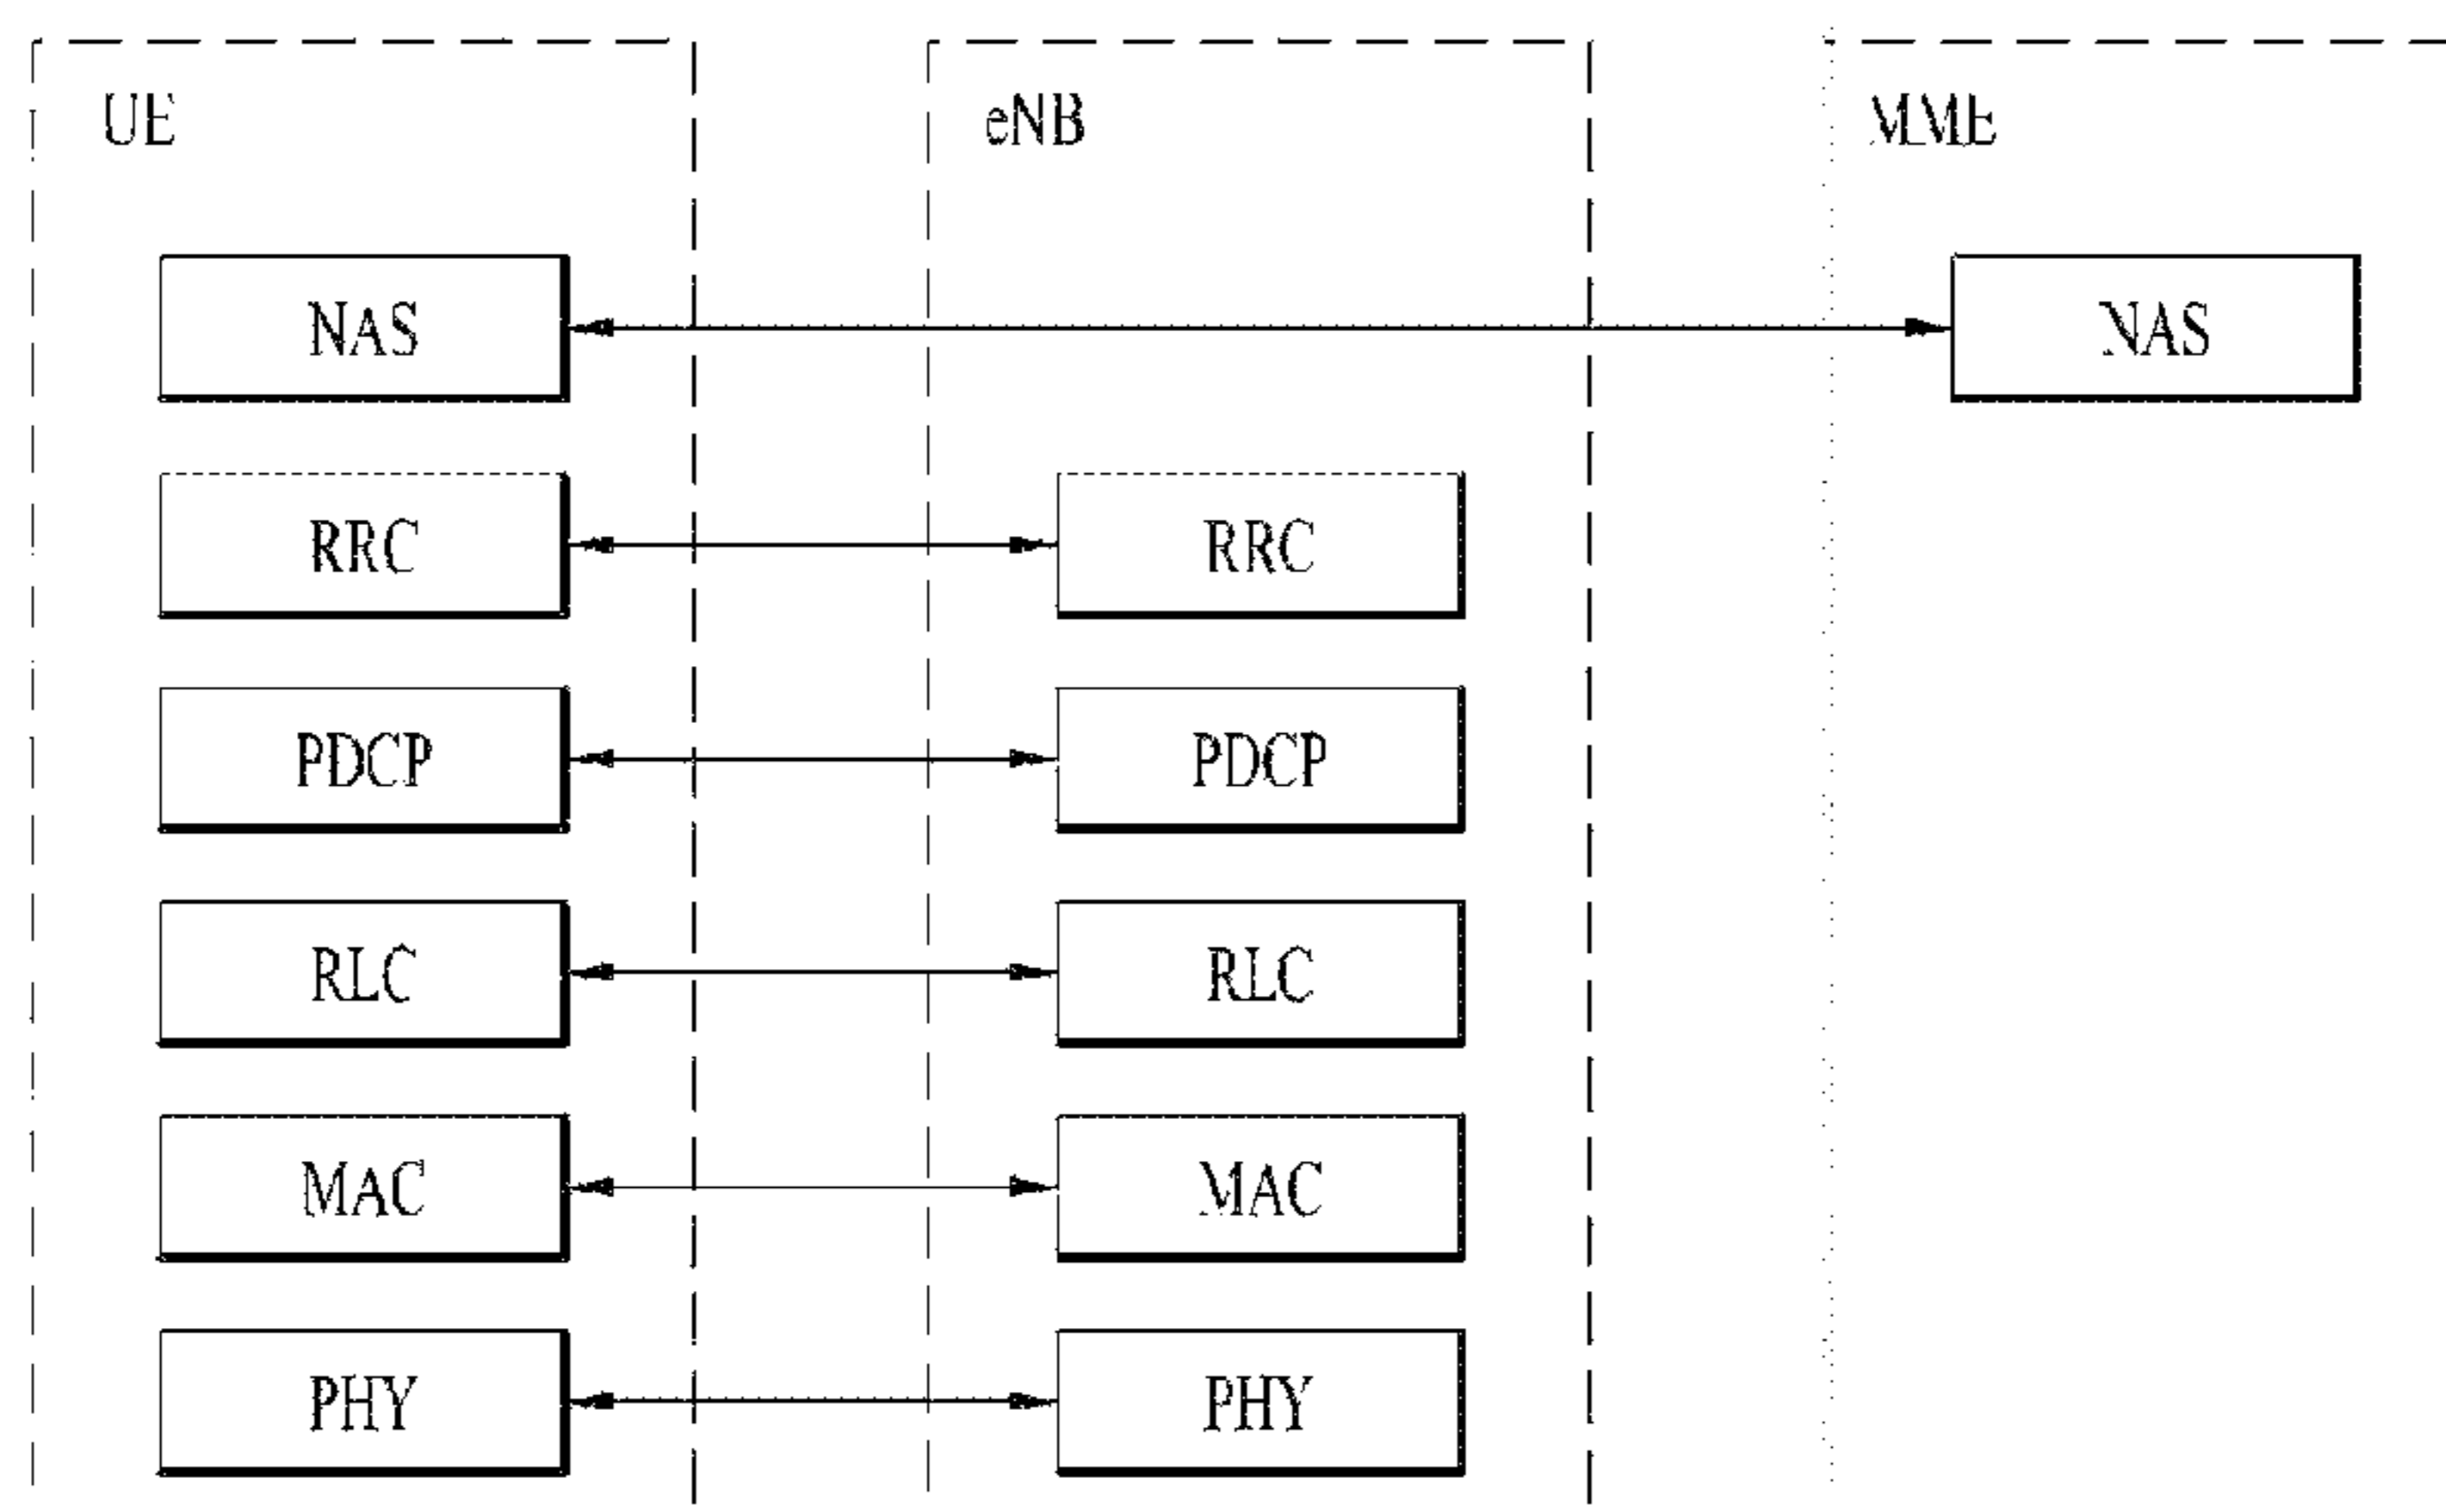 UE eNB MME
NAS NAS
RRC RRC
PDCP PDCP
RLC RLC
MAC MAC
PHY PHY